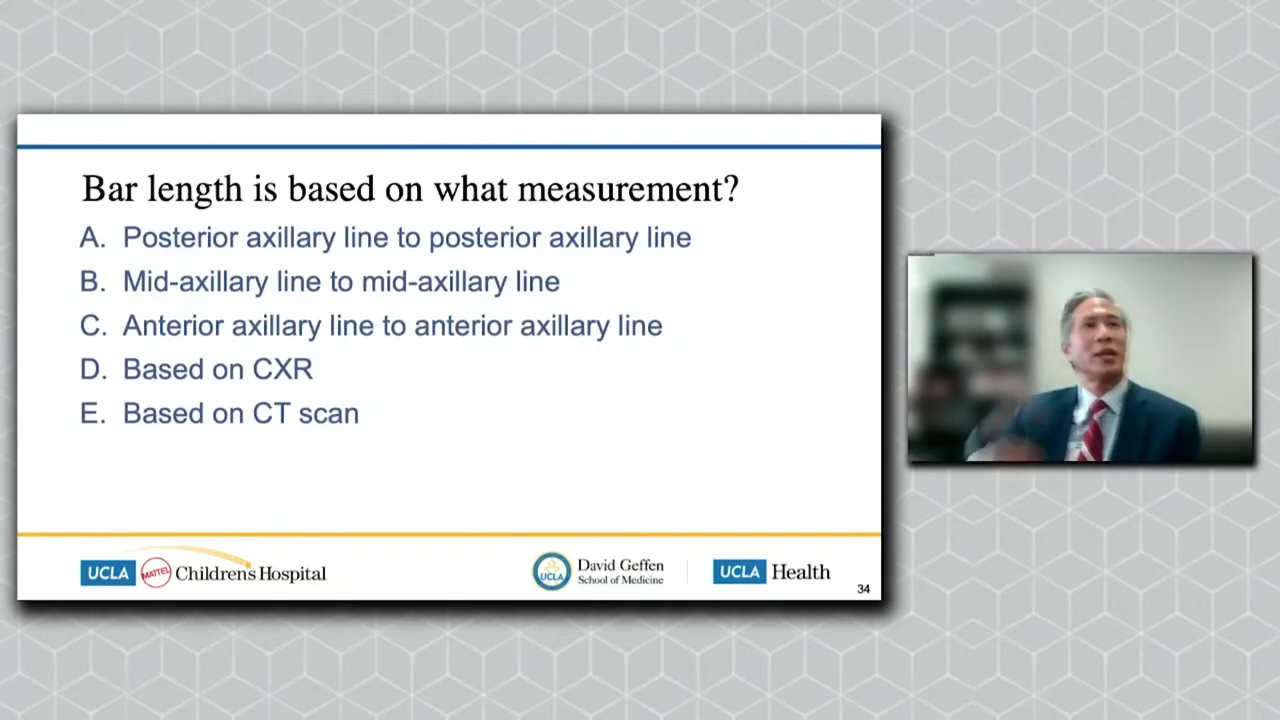 Bar length is based on what measurement?
A. Posterior axillary line to posterior axillary line
B. Mid-axillary line to mid-axillary line
C. Anterior axillary line to anterior axillary line
D. Based on CXR
E. Based on CT scan
UCLA MATTEL Childrens Hospital
UCLA David Geffen
School of Medicine
UCLA Health
34